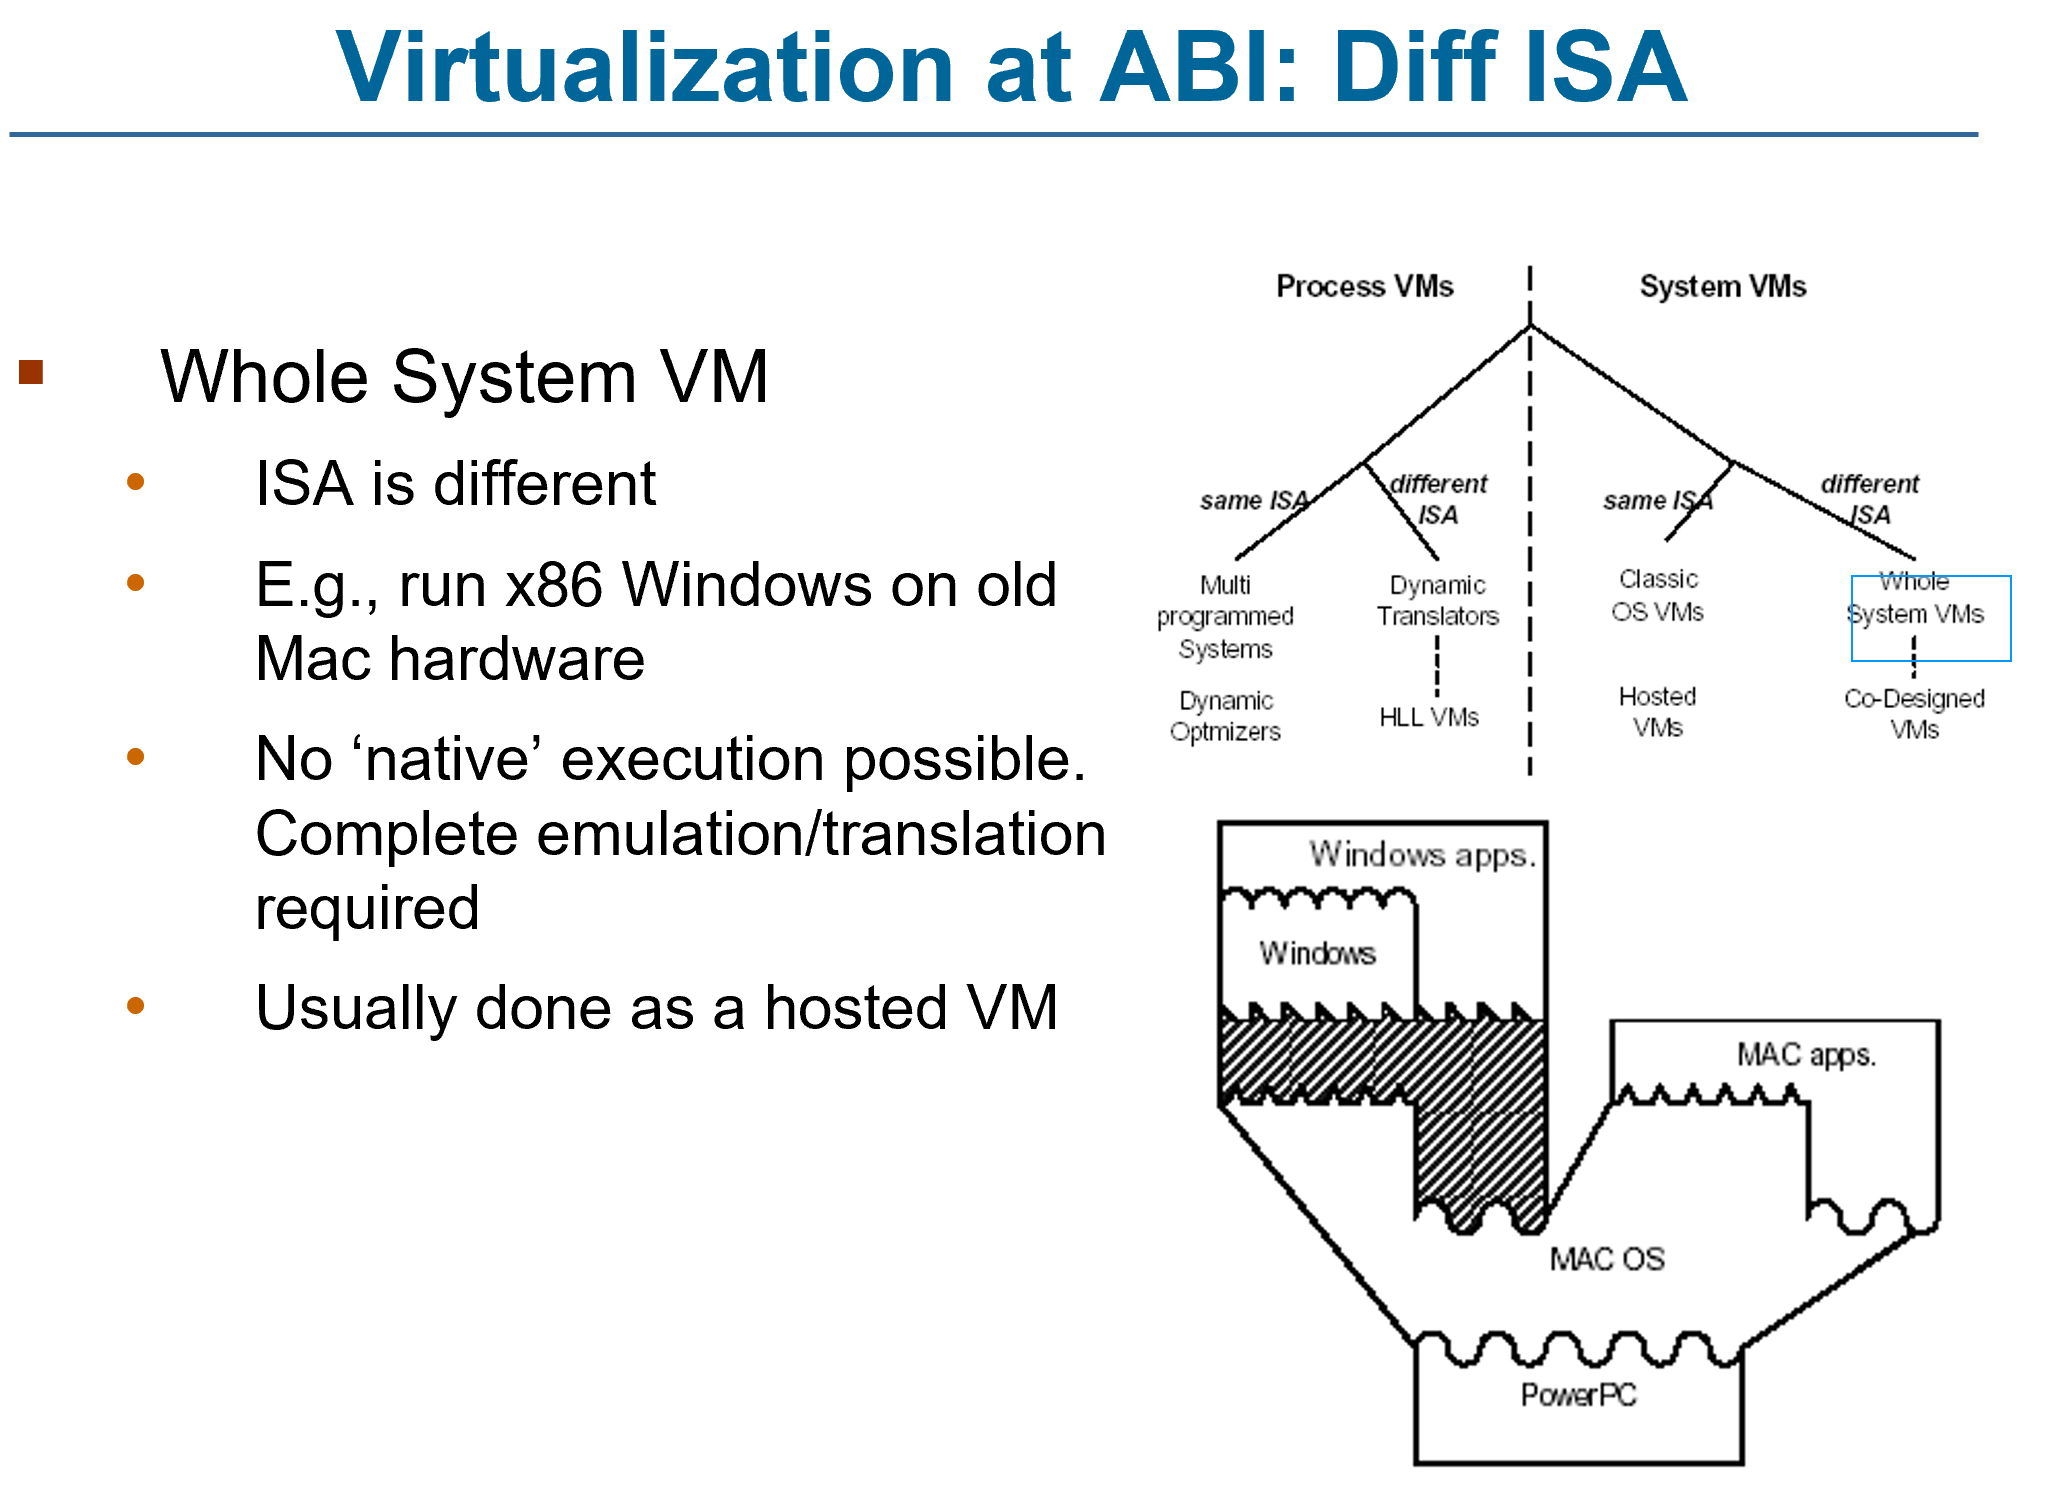 Virtualization at ABI: Diff ISA
Whole System VM
ISA is different
E.g., run x86 Windows on old
Mac hardware
No ‘native’ execution possible.
Complete emulation/translation
required
Usually done as a hosted VM
Process VMs
System VMs
same ISA
different
ISA
same ISA
different
ISA
Multi
programmed
Systems
Dynamic
Translators
Classic
OS VMs
Whole
System VMs
Dynamic
Optmizers
HLL VMs
Hosted
VMs
Co-Designed
VMs
Windows apps.
Windows
MAC apps.
MAC OS
PowerPC